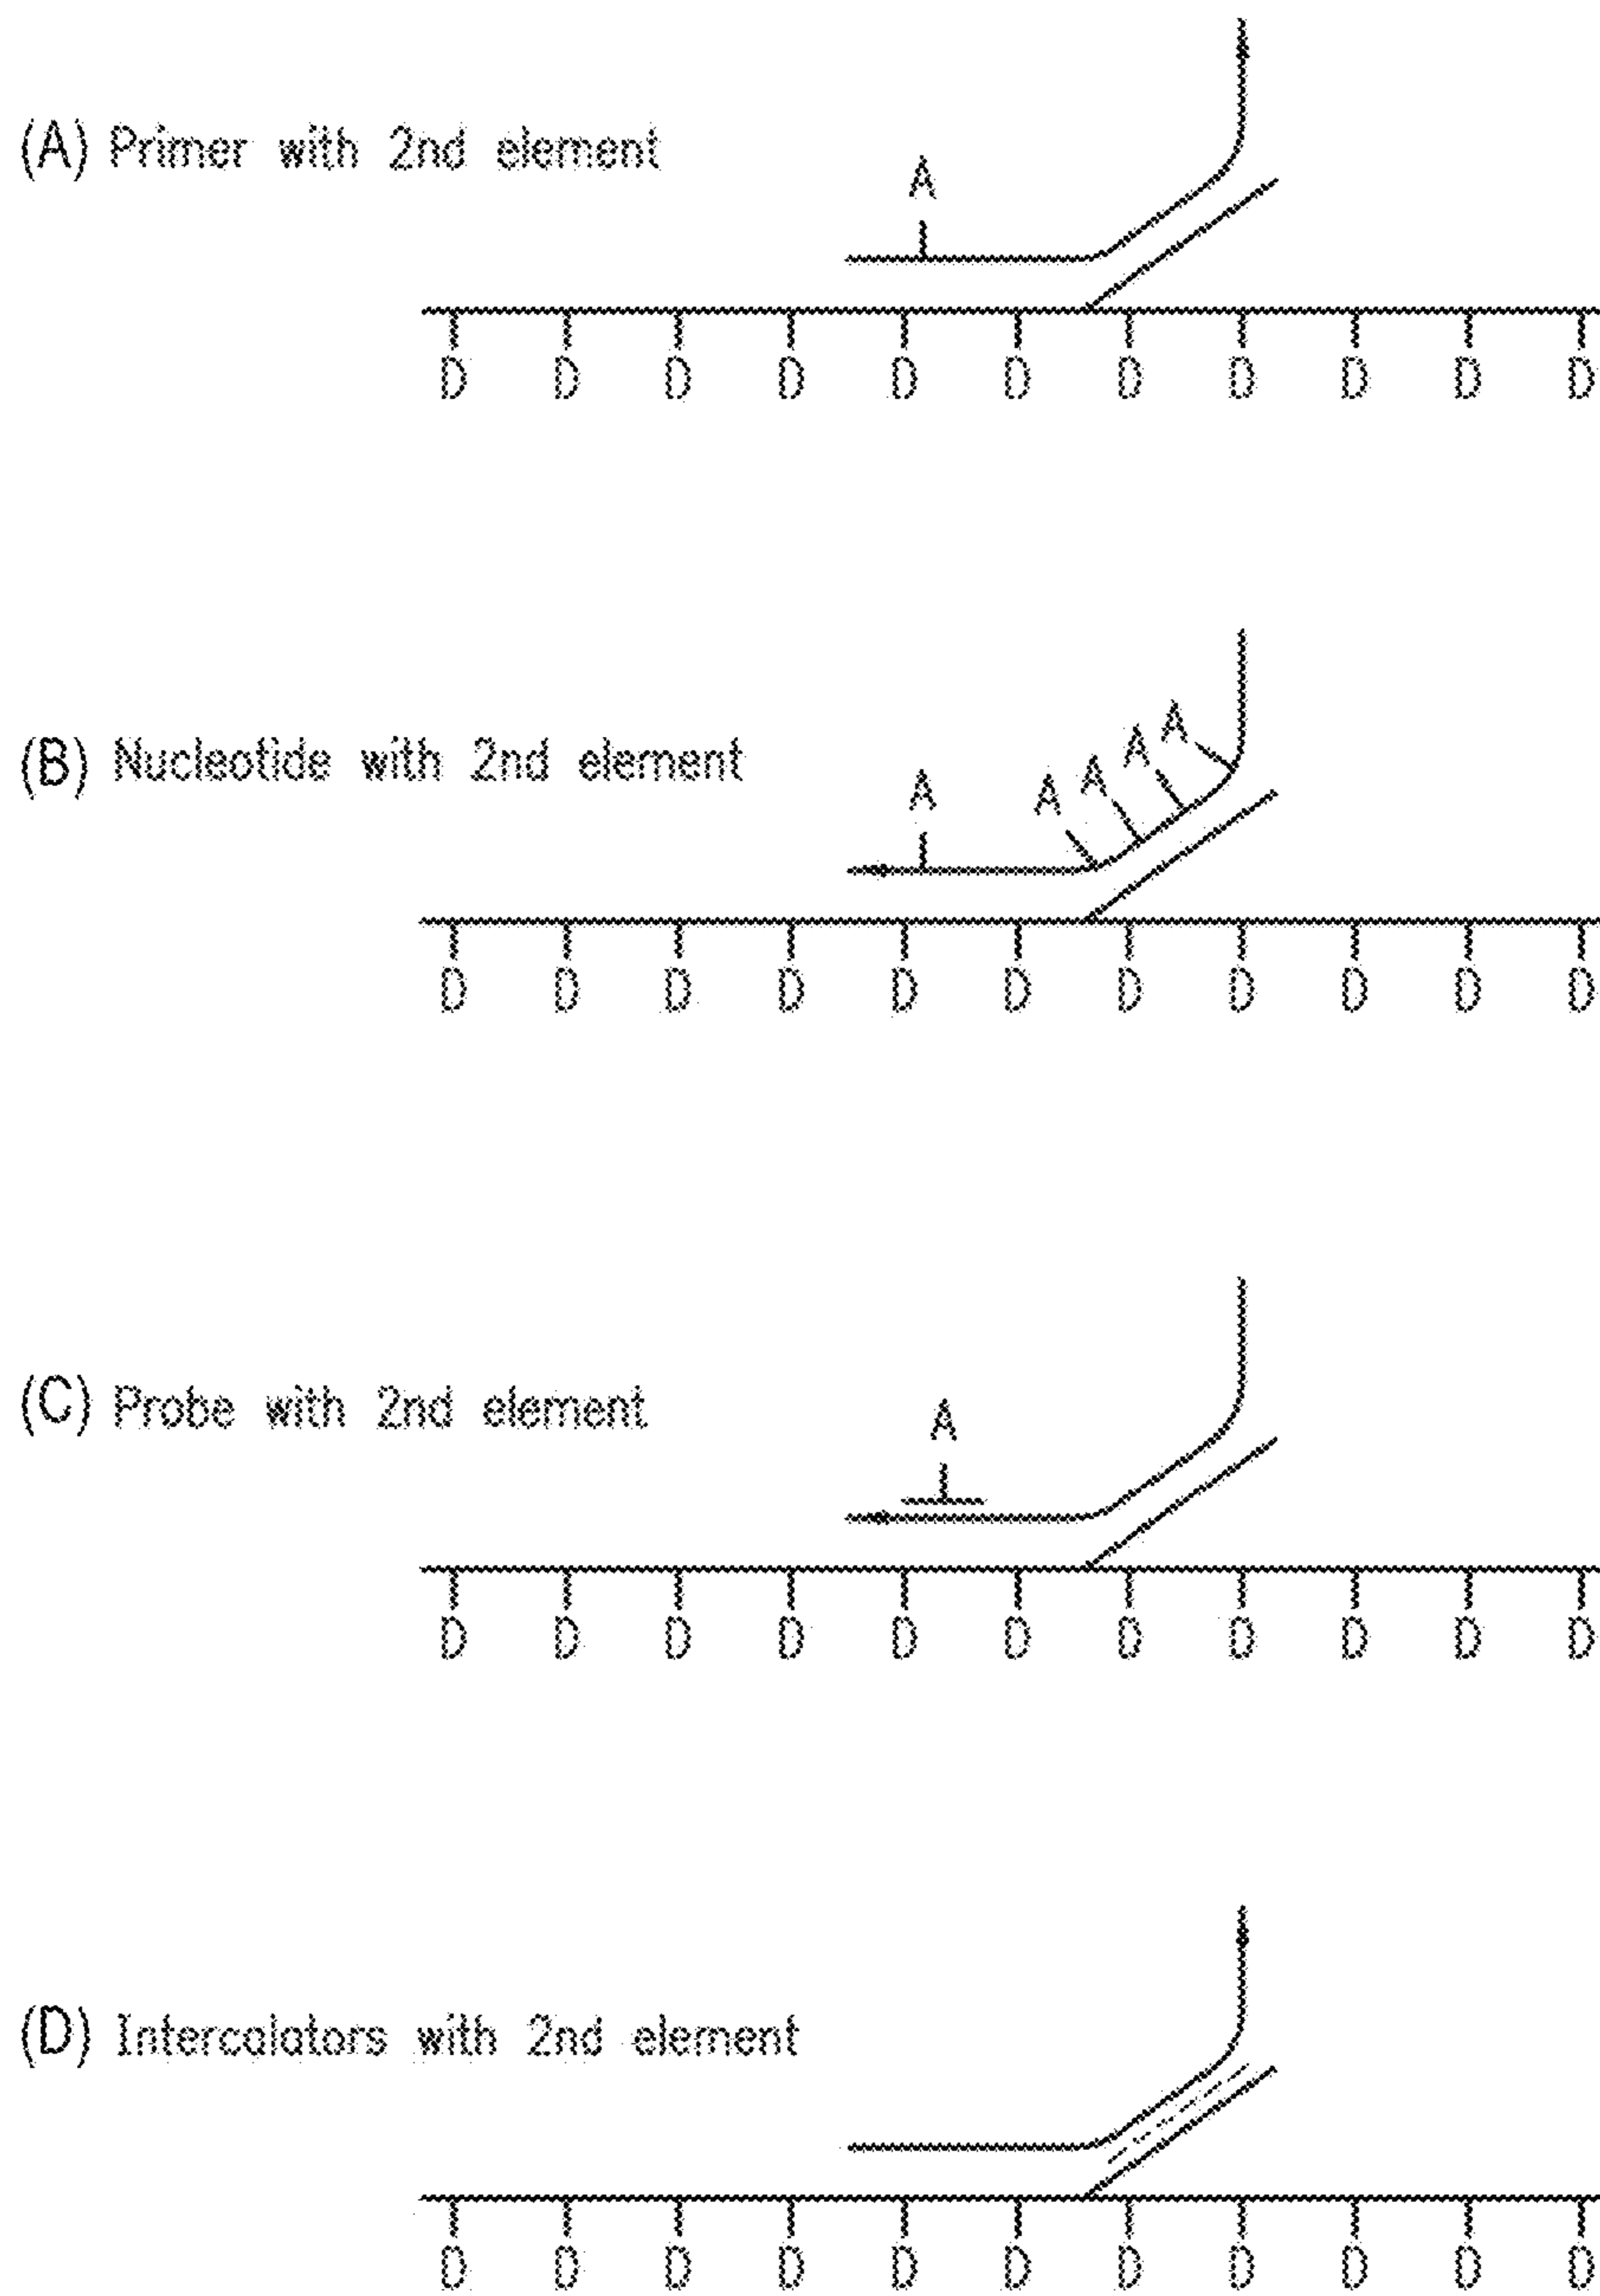 (A) Primer with 2nd element
A
D D D D D D D D D D D
(B) Nucleotide with 2nd element
A A A A A
D D D D D D D D D D D
(C) Probe with 2nd element
A
D D D D D D D D D D D
(D) Intercalators with 2nd element
D D D D D D D D D D D